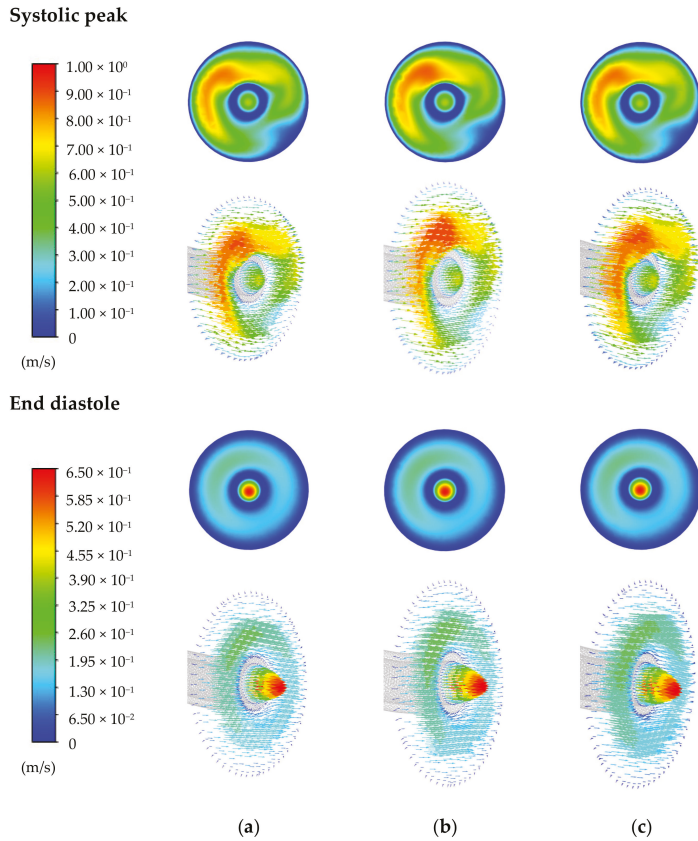 Systolic peak
1.00 × 10⁰
9.00 × 10⁻¹
8.00 × 10⁻¹
7.00 × 10⁻¹
6.00 × 10⁻¹
5.00 × 10⁻¹
4.00 × 10⁻¹
3.00 × 10⁻¹
2.00 × 10⁻¹
1.00 × 10⁻¹
0
(m/s)
End diastole
6.50 × 10⁻¹
5.85 × 10⁻¹
5.20 × 10⁻¹
4.55 × 10⁻¹
3.90 × 10⁻¹
3.25 × 10⁻¹
2.60 × 10⁻¹
1.95 × 10⁻¹
1.30 × 10⁻¹
6.50 × 10⁻²
0
(m/s)
(a) (b) (c)